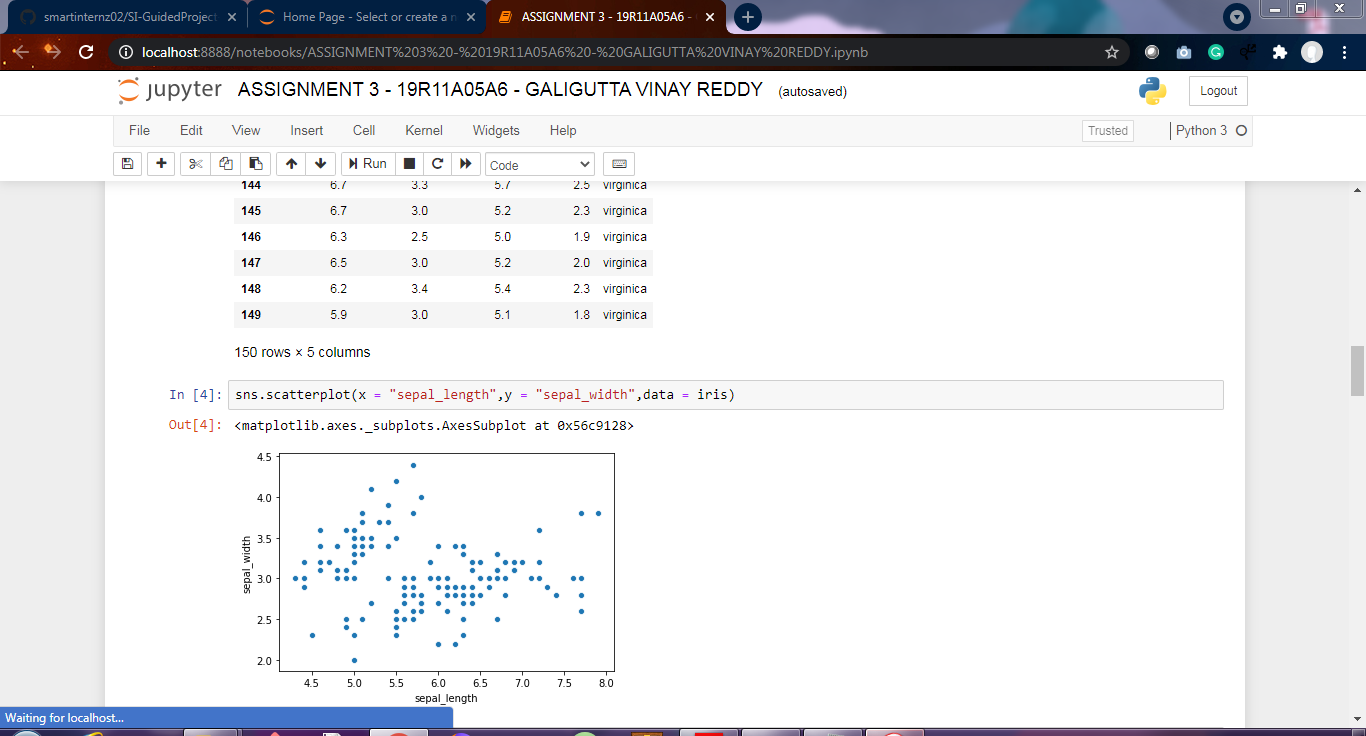 smartinternz02/SI-GuidedProject
Home Page - Select or create a n
ASSIGNMENT 3 - 19R11A05A6 -
localhost:8888/notebooks/ASSIGNMENT%203%20-%2019R11A05A6%20-%20GALIGUTTA%20VINAY%20REDDY.ipynb
jupyter ASSIGNMENT 3 - 19R11A05A6 - GALIGUTTA VINAY REDDY (autosaved)
Logout
File Edit View Insert Cell Kernel Widgets Help
Trusted
Python 3
Run
Code
144 6.7 3.3 5.7 2.5 virginica
145 6.7 3.0 5.2 2.3 virginica
146 6.3 2.5 5.0 1.9 virginica
147 6.5 3.0 5.2 2.0 virginica
148 6.2 3.4 5.4 2.3 virginica
149 5.9 3.0 5.1 1.8 virginica
150 rows × 5 columns
In [4]: sns.scatterplot(x = "sepal_length",y = "sepal_width",data = iris)
Out[4]: <matplotlib.axes._subplots.AxesSubplot at 0x56c9128>
4.5
4.0
3.5
3.0
2.5
2.0
sepal_width
4.5 5.0 5.5 6.0 6.5 7.0 7.5 8.0
sepal_length
Waiting for localhost...